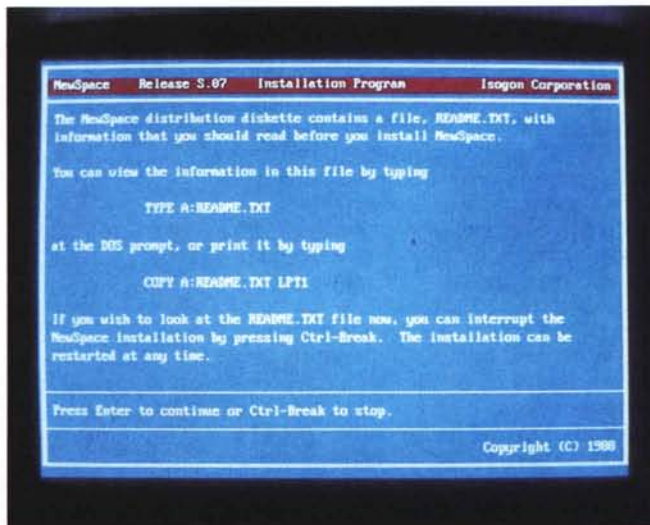 NewSpace Release S.07 Installation Program Isogon Corporation
The NewSpace distribution diskette contains a file, README.TXT, with
information that you should read before you install NewSpace.
You can view the information in this file by typing
TYPE A:README.TXT
at the DOS prompt, or print it by typing
COPY A:README.TXT LPT1
If you wish to look at the README.TXT file now, you can interrupt the
NewSpace installation by pressing Ctrl-Break. The installation can be
restarted at any time.
Press Enter to continue or Ctrl-Break to stop.
Copyright (C) 1988